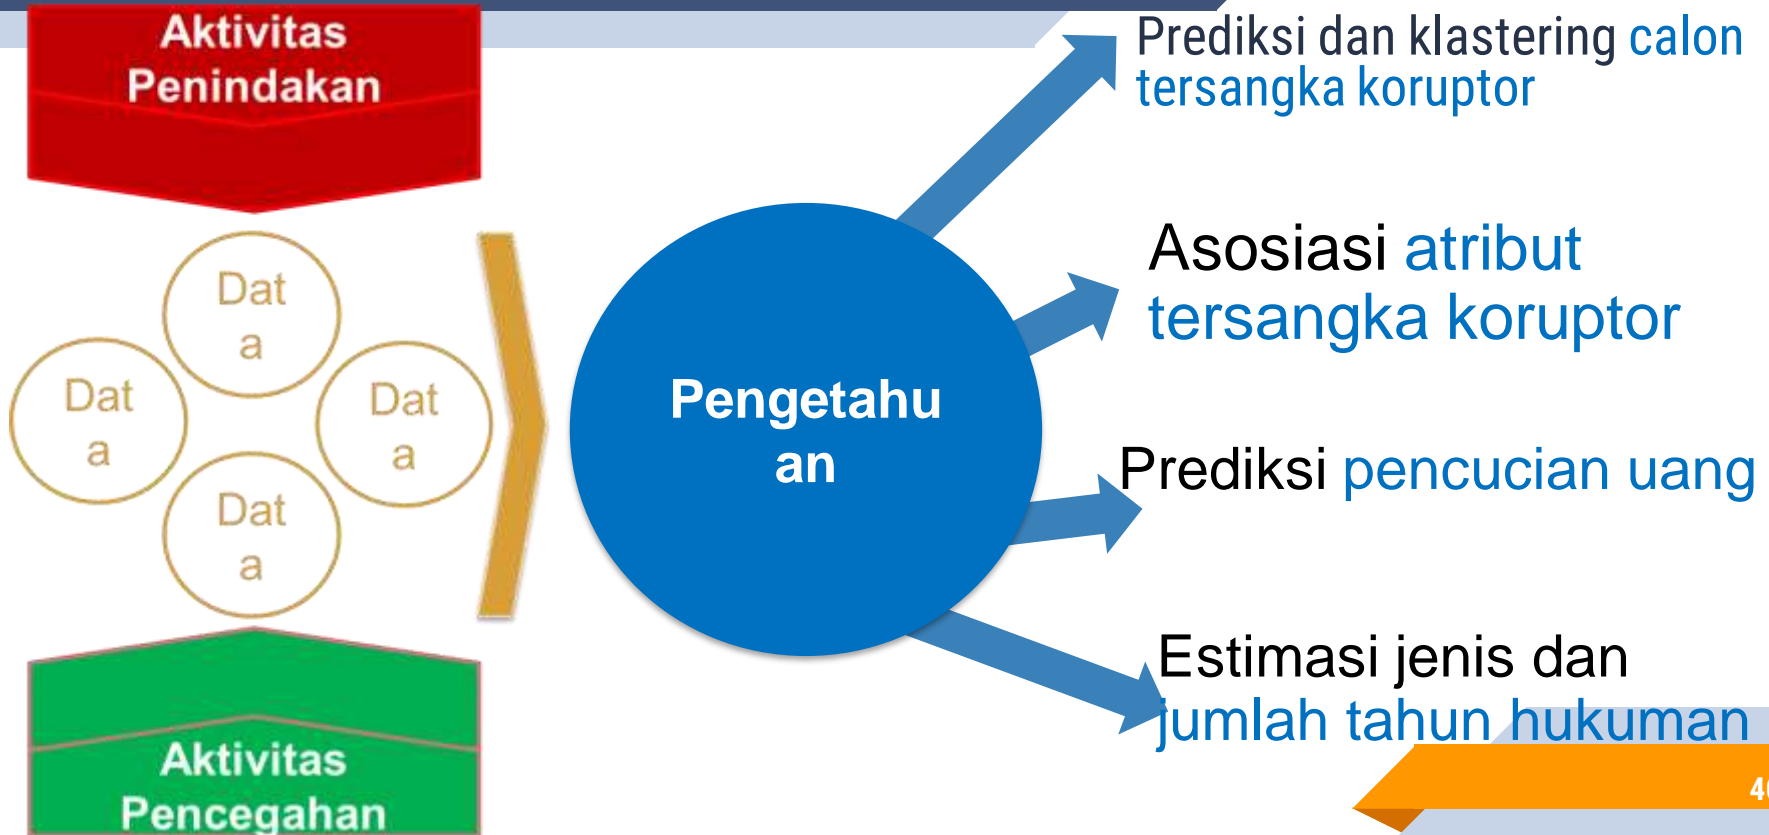 Aktivitas
Penindakan
Dat
a
Dat
a
Dat
a
Dat
a
Aktivitas
Pencegahan
Pengetahu
an
Prediksi dan klastering calon
tersangka koruptor
Asosiasi atribut
tersangka koruptor
Prediksi pencucian uang
Estimasi jenis dan
jumlah tahun hukuman